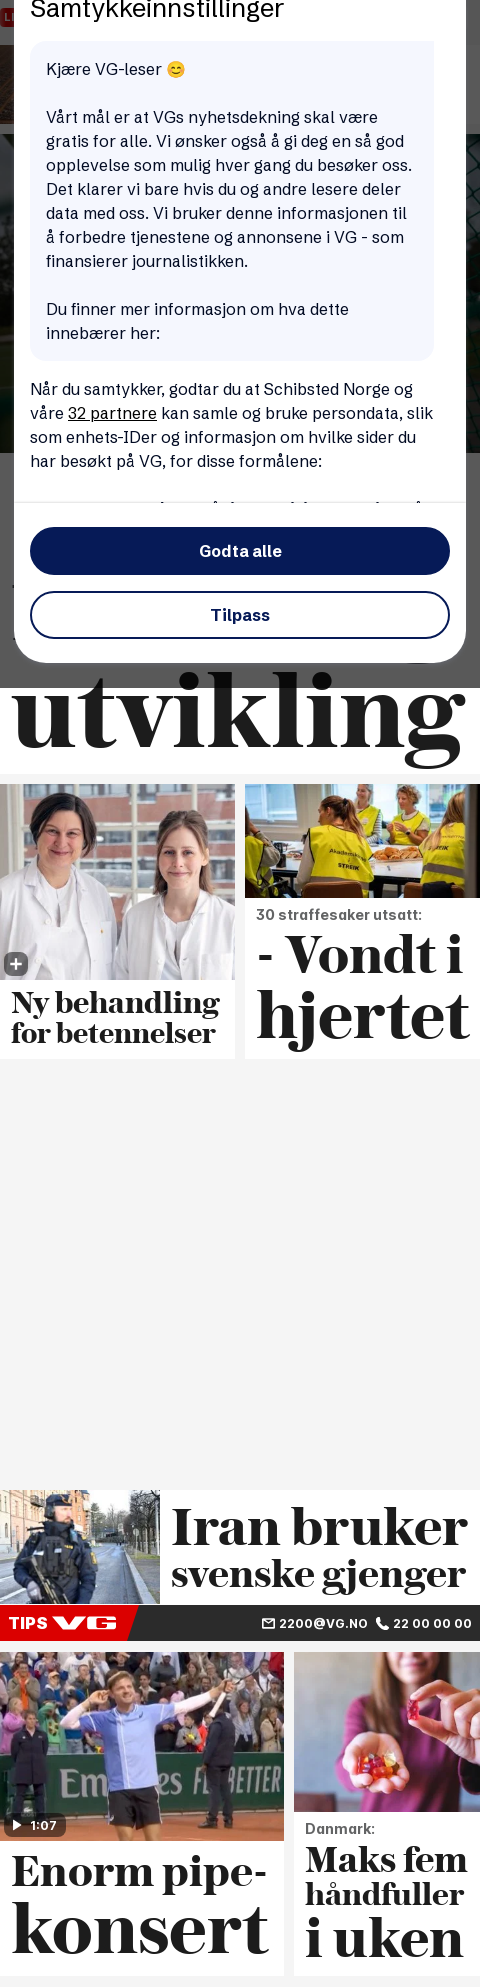 Samtykkeinnstillinger
Kjære VG-leser 😊
Vårt mål er at VGs nyhetsdekning skal være
gratis for alle. Vi ønsker også å gi deg en så god
opplevelse som mulig hver gang du besøker oss.
Det klarer vi bare hvis du og andre lesere deler
data med oss. Vi bruker denne informasjonen til
å forbedre tjenestene og annonsene i VG - som
finansierer journalistikken.
Du finner mer informasjon om hva dette
innebærer her:
Når du samtykker, godtar du at Schibsted Norge og
våre 32 partnere kan samle og bruke persondata, slik
som enhets-IDer og informasjon om hvilke sider du
har besøkt på VG, for disse formålene:
Godta alle
Tilpass
utvikling
Ny behandling
for betennelser
STREIK
30 straffesaker utsatt:
- Vondt i
hjertet
Iran bruker
svenske gjenger
TIPS VG
2200@VG.NO 22 00 00 00
1:07
Enorm pipe-
konsert
Danmark:
Maks fem
håndfuller
i uken